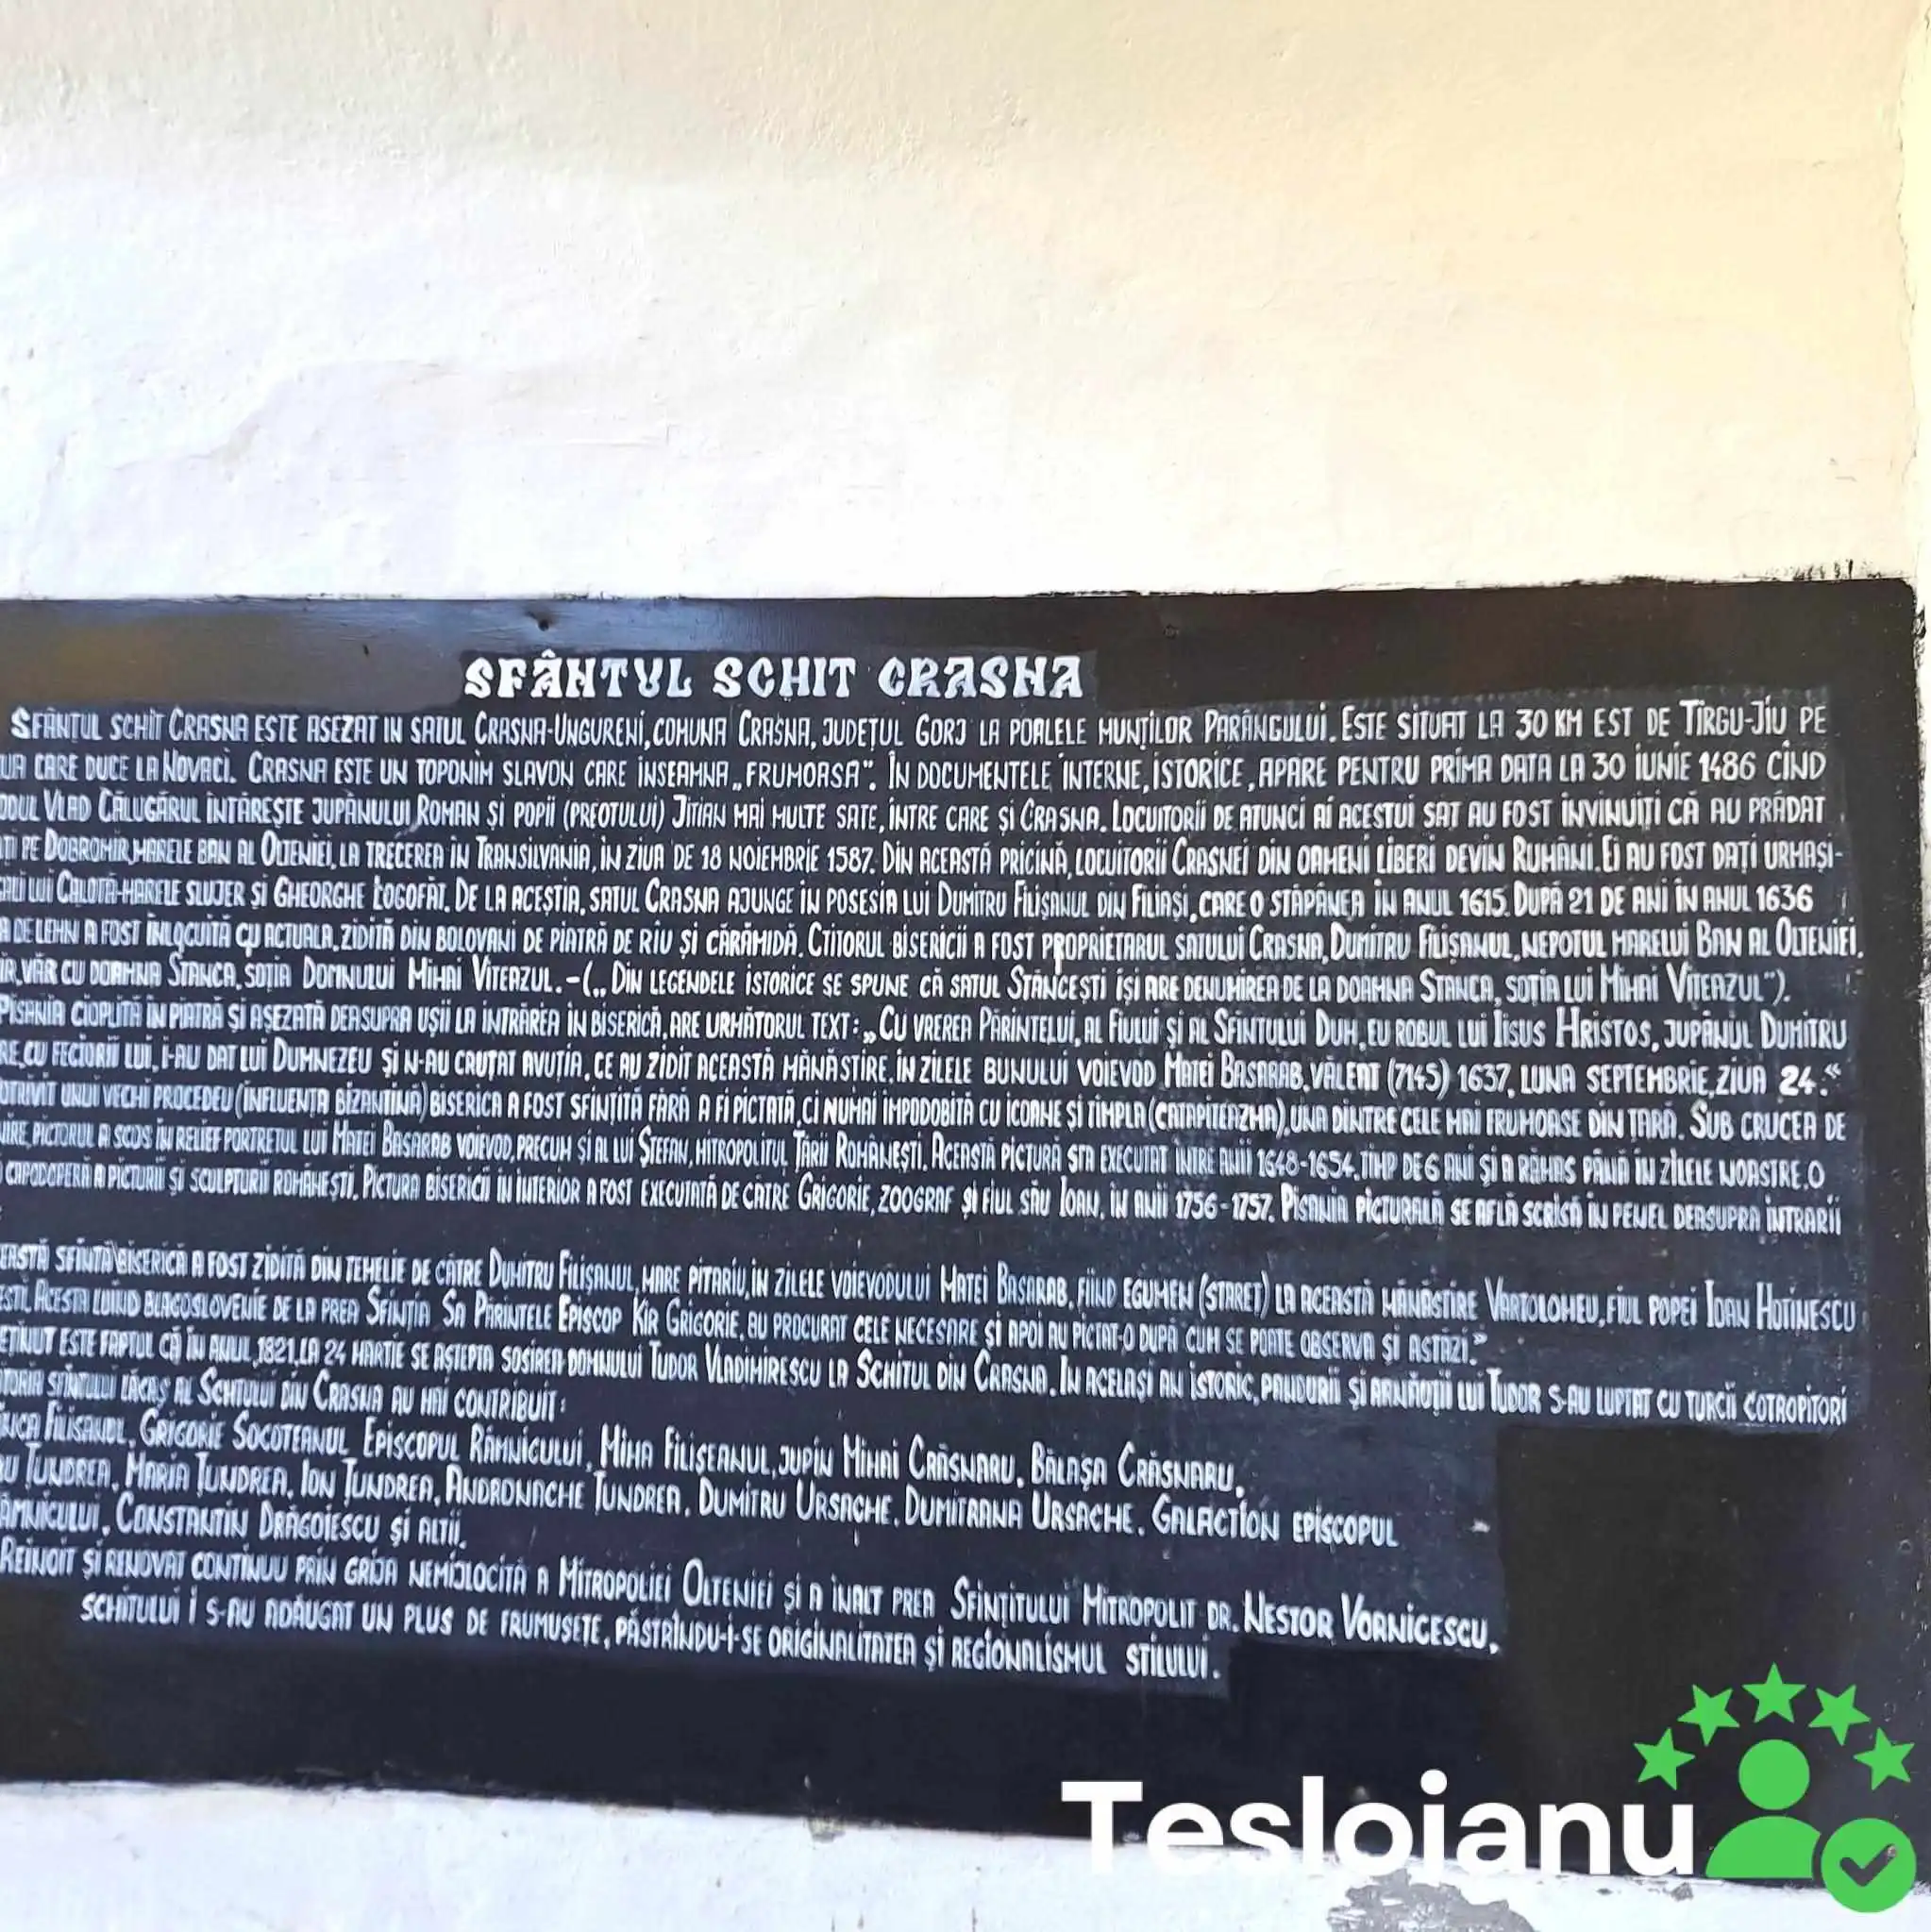 SFÂNTUL SCHIT CRASNA
SFÂNTUL SCHIT CRASNA ESTE ASEZAT IN SATUL CRASNA-UNGURENI, COMUNA CRASNA, JUDEȚUL GORJ LA POALELE MUNȚILOR PARÂNGULUI. ESTE SITUAT LA 30 KM EST DE TÎRGU-JIU PE
UA CARE DUCE LA NOVACI. CRASNA ESTE UN TOPONIM SLAVON CARE ÎNSEAMNA „FRUMOASA”. ÎN DOCUMENTELE INTERNE, ISTORICE, APARE PENTRU PRIMA DATA LA 30 IUNIE 1486 CÎND
ODUL VLAD CĂLUGĂRUL ÎNTĂREȘTE JUPÂNULUI ROMAN ȘI POPII (PREOTULUI) JITIAN MAI MULTE SATE, ÎNTRE CARE ȘI CRASNA. LOCUITORII DE ATUNCI AI ACESTUI SAT AU FOST ÎNVINUIȚI CĂ AU PRĂDAT
ȚI PE DOBROMIR, MARELE BAN AL OLTENIEI, LA TRECEREA ÎN TRANSILVANIA, ÎN ZIUA DE 18 NOIEMBRIE 1587. DIN ACEASTĂ PRICINĂ, LOCUITORII CRASNEI DIN OAMENI LIBERI DEVIN RUMÂNI. EI AU FOST DAȚI URMAȘI-
LUI CALOTĂ-MARELE SLUJER ȘI GHEORGHE LOGOFĂT. DE LA ACEȘTIA, SATUL CRASNA AJUNGE ÎN POSESIA LUI DUMITRU FILIȘANUL DIN FILIAȘI, CARE O STĂPÂNEA ÎN ANUL 1615. DUPĂ 21 DE ANI ÎN ANUL 1636
A DE LEMN A FOST ÎNLOCUITĂ CU ACTUALA, ZIDITĂ DIN BOLOVANI DE PIATRĂ DE RÎU ȘI CĂRĂMIDĂ. CTITORUL BISERICII A FOST PROPRIETARUL SATULUI CRASNA, DUMITRU FILIȘANUL, NEPOTUL MARELUI BAN AL OLTENIEI,
IR, VĂR CU DOAMNA STANCA, SOȚIA DOMNULUI MIHAI VITEAZUL. -(„DIN LEGENDELE ISTORICE SE SPUNE CĂ SATUL STĂNCEȘTI ÎȘI ARE DENUMIREA DE LA DOAMNA STANCA, SOȚIA LUI MIHAI VITEAZUL”).
PISANIA CIOPLITĂ ÎN PIATRĂ ȘI AȘEZATĂ DEASUPRA UȘII LA INTRAREA ÎN BISERICĂ, ARE URMĂTORUL TEXT: „CU VREREA PĂRINTELUI, AL FIULUI ȘI AL SFÎNTULUI DUH, EU ROBUL LUI IISUS HRISTOS, JUPÂNUL DUMITRU
RE, CU FECIORII LUI, I-AU DAT LUI DUMNEZEU ȘI N-AU CRUȚAT AVUȚIA, CE AU ZIDIT ACEASTĂ MĂNĂSTIRE, ÎN ZILELE BUNULUI VOIEVOD MATEI BASARAB, VĂLEAT (7145) 1637, LUNA SEPTEMBRIE, ZIUA 24.“
OTRIVIT UNUI VECHI PROCEDEU (INFLUENȚA BIZANTINĂ) BISERICA A FOST SFINȚITĂ FĂRĂ A FI PICTATĂ, CI NUMAI ÎMPODOBITĂ CU ICOANE ȘI TÎMPLA (CATAPITEAZMA), UNA DINTRE CELE MAI FRUMOASE DIN ȚARĂ. SUB CRUCEA DE
PICTORUL A SCOS ÎN RELIEF PORTRETUL LUI MATEI BASARAB VOIEVOD, PRECUM ȘI AL LUI ȘTEFAN, MITROPOLITUL ȚĂRII ROMÂNEȘTI. ACEASTĂ PICTURĂ STA EXECUTAT INTRE ANII 1648-1654, TIMP DE 6 ANI ȘI A RĂMAS PÂNĂ ÎN ZILELE NOASTRE, O
CAPODOPERĂ A PICTURII ȘI SCULPTURII ROMÂNEȘTI. PICTURA BISERICII ÎN INTERIOR A FOST EXECUTATĂ DE CĂTRE GRIGORIE, ZOOGRAF ȘI FIUL SĂU IOAN, ÎN ANII 1756-1757. PISANIA PICTURALĂ SE AFLĂ SCRISĂ ÎN PENEL DEASUPRA INTRARII
EASTĂ SFÎNTĂ BISERICĂ A FOST ZIDITĂ DIN TEMELIE DE CĂTRE DUMITRU FILIȘANUL, MARE PITARIU, ÎN ZILELE VOIEVODULUI MATEI BASARAB, FIIND EGUMEN (STAREȚ) LA ACEASTĂ MĂNĂSTIRE VARTOLOMEU, FIUL POPEI IOAN HOTINESCU
EȘTI. ACESTA LUÎND BLAGOSLOVENIE DE LA PREA SFINȚIA SA PĂRINTELE EPISCOP KIR GRIGORIE, AU PROCURAT CELE NECESARE ȘI APOI AU PICTAT-O DUPĂ CUM SE POATE OBSERVA ȘI ASTĂZI.”
EȚINUT ESTE FAPTUL CĂ ÎN ANUL 1821, LA 24 MARTIE SE AȘTEPTA SOSIREA DOMNULUI TUDOR VLADIMIRESCU LA SCHITUL DIN CRASNA. IN ACELAȘI AN ISTORIC, PANDURII ȘI ARNĂUȚII LUI TUDOR S-AU LUPTAT CU TURCII COTROPITORI
TORIA SFÎNTULUI LĂCAȘ AL SCHTULUI DIN CRASNA AU MAI CONTRIBUIT:
FILISANUL, GRIGORIE SOCOTEANUL EPISCOPUL RÂMNICULUI, MIHA FILIȘEANUL, JUPÎN MIHAI CRĂSNARU, BĂLAȘA CRĂSNARU,
U ȚUNDREA, MARIA ȚUNDREA, ION ȚUNDREA, ANDRONACHE ȚUNDREA, DUMITRU URSACHE, DUMITRANA URSACHE, GALACTION EPISCOPUL
ÂMNICULUI, CONSTANTIN DRĂGOIESCU ȘI ALȚII.
REÎNOIT ȘI RENOVAT CONTINUU PRIN GRIJA NEMIJLOCITĂ A MITROPOLIEI OLTENIEI ȘI A INALT PREA SFINȚITULUI MITROPOLIT DR. NESTOR VORNICESCU,
SCHITULUI I S-AU ADĂUGAT UN PLUS DE FRUMUSEȚE, PĂSTRÎNDU-I-SE ORIGINALITATEA ȘI REGIONALISMUL STILULUI.
Tesloianu